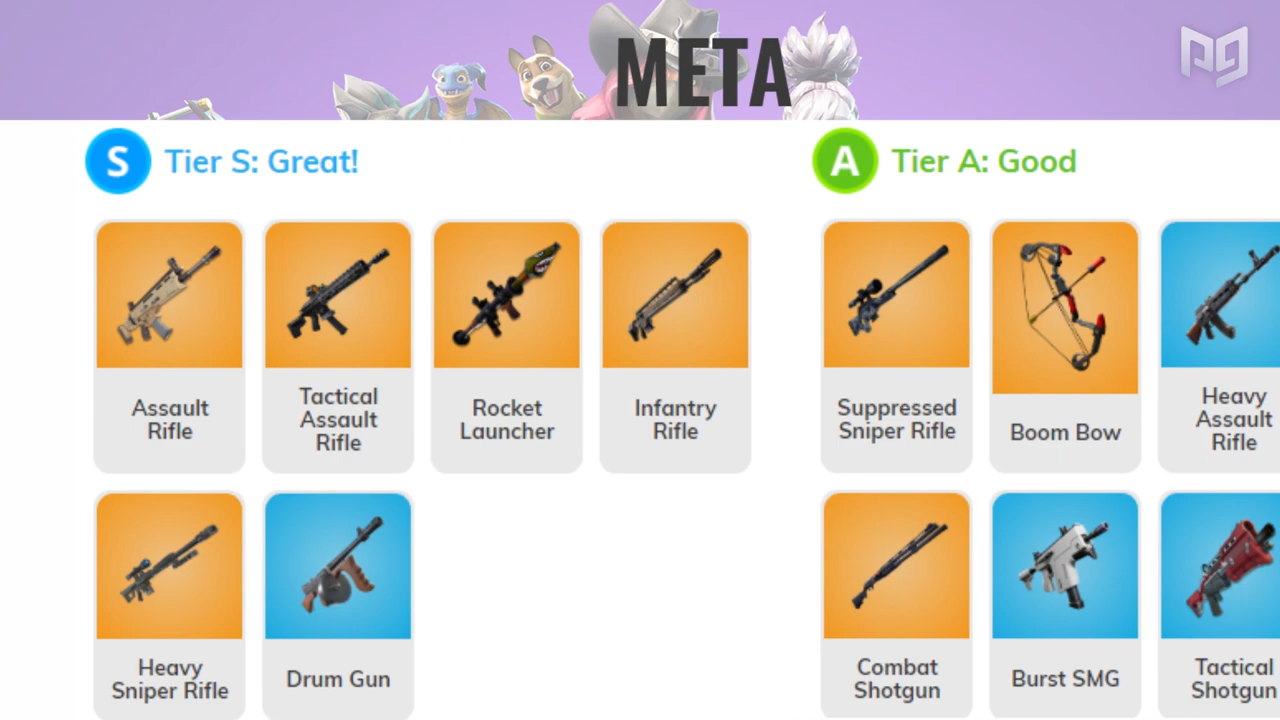 META
PG
S
Tier S: Great!
A
Tier A: Good
Assault
Rifle
Tactical
Assault
Rifle
Rocket
Launcher
Infantry
Rifle
Suppressed
Sniper Rifle
Boom Bow
Heavy
Assault
Rifle
Heavy
Sniper Rifle
Drum Gun
Combat
Shotgun
Burst SMG
Tactical
Shotgun